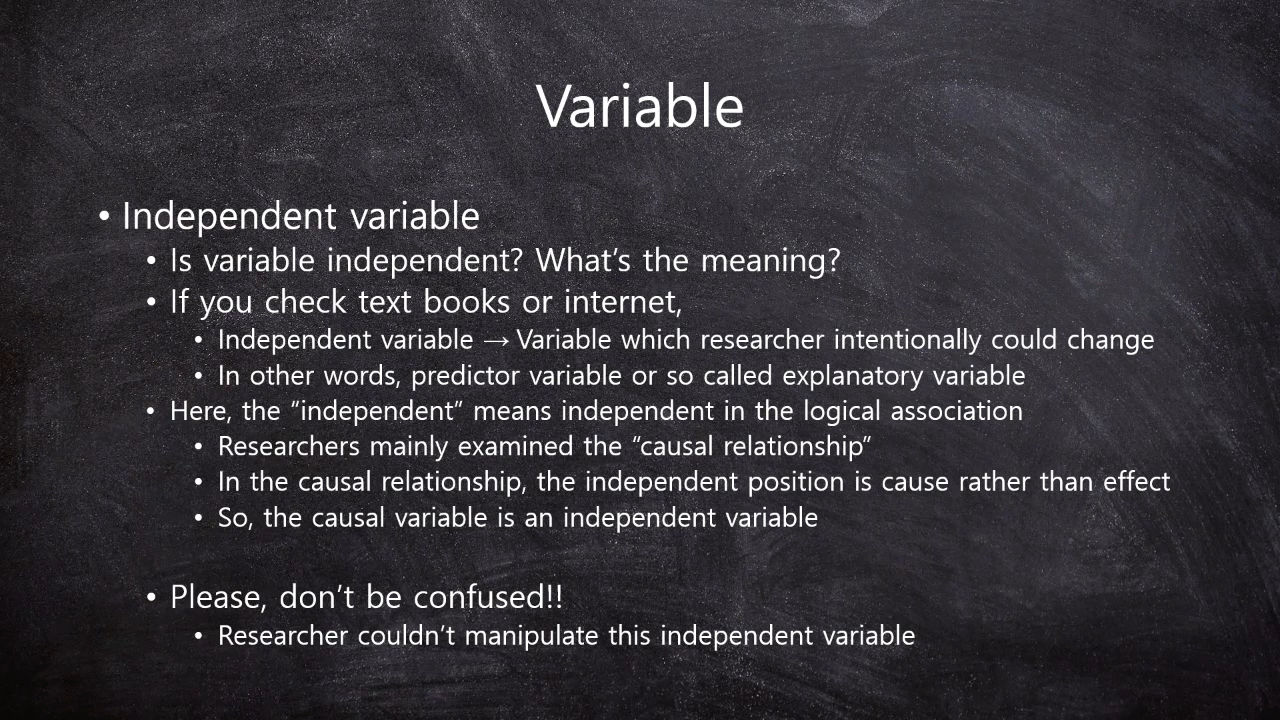 Variable
• Independent variable
• Is variable independent? What’s the meaning?
• If you check text books or internet,
• Independent variable → Variable which researcher intentionally could change
• In other words, predictor variable or so called explanatory variable
• Here, the “independent” means independent in the logical association
• Researchers mainly examined the “causal relationship”
• In the causal relationship, the independent position is cause rather than effect
• So, the causal variable is an independent variable
• Please, don’t be confused!!
• Researcher couldn’t manipulate this independent variable